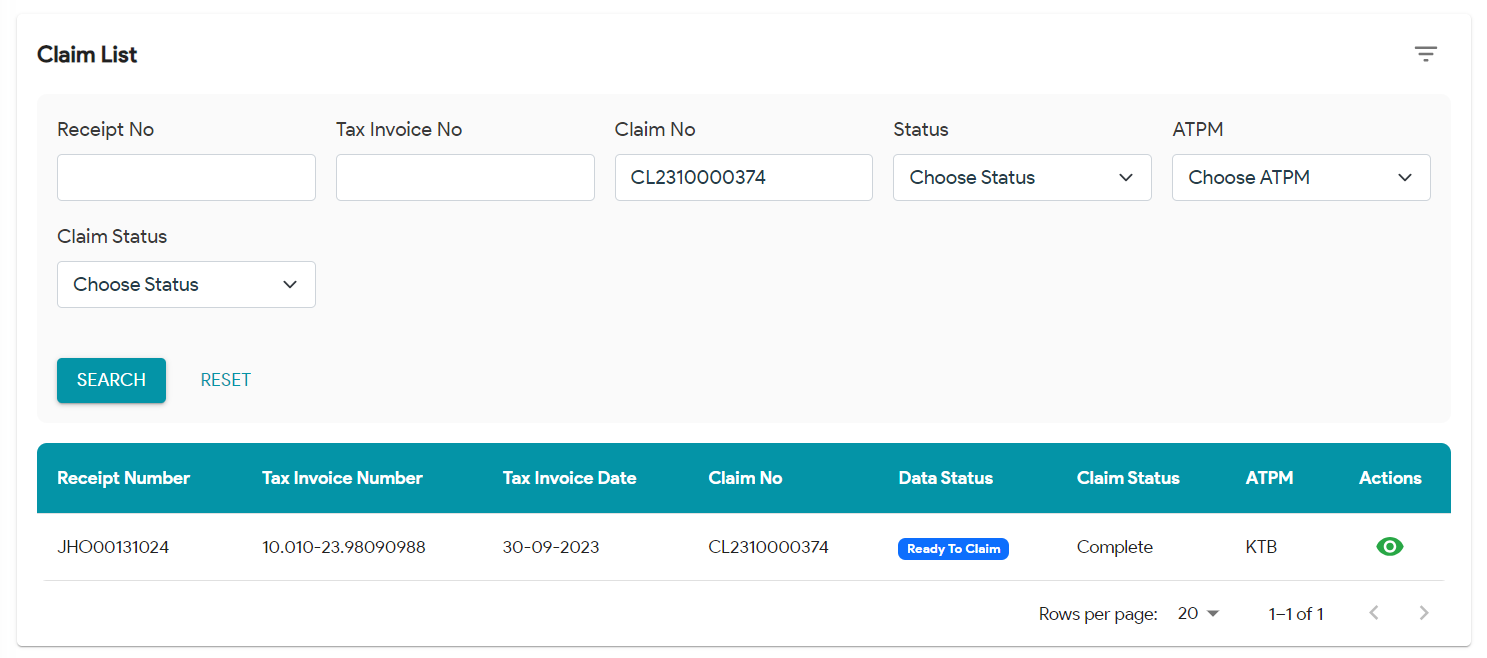 Claim List
Receipt No Tax Invoice No Claim No Status ATPM
CL2310000374 Choose Status Choose ATPM
Claim Status
Choose Status
SEARCH RESET
Receipt Number Tax Invoice Number Tax Invoice Date Claim No Data Status Claim Status ATPM Actions
JHO00131024 10.010-23.98090988 30-09-2023 CL2310000374 Ready To Claim Complete KTB
Rows per page: 20 1–1 of 1